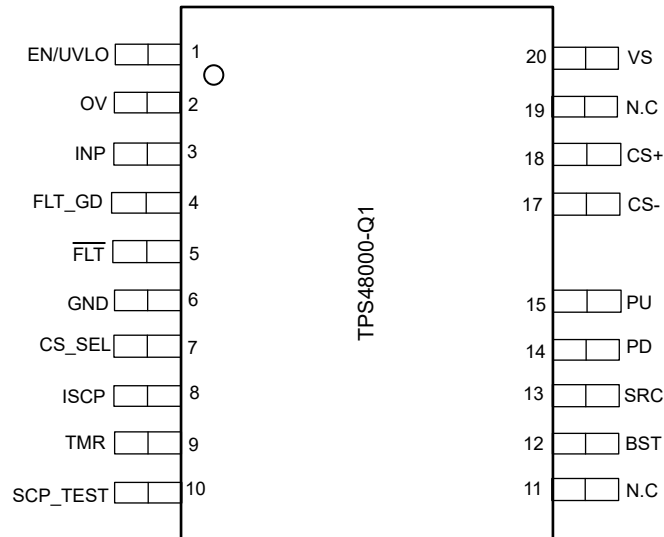 EN/UVLO 1
OV 2
INP 3
FLT_GD 4
FLT 5
GND 6
CS_SEL 7
ISCP 8
TMR 9
SCP_TEST 10
TPS48000-Q1
20 VS
19 N.C
18 CS+
17 CS-
15 PU
14 PD
13 SRC
12 BST
11 N.C